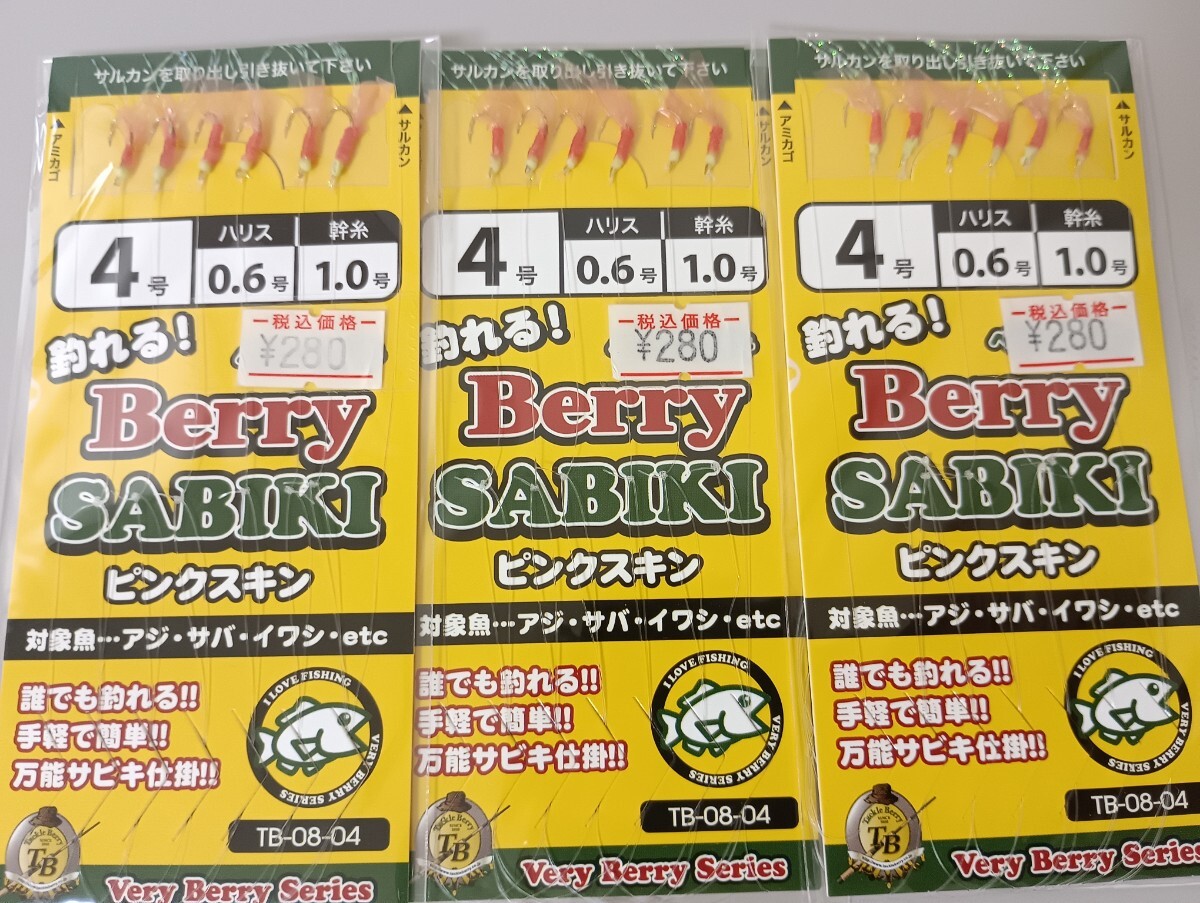 サルカンを取り出し引き抜いて下さい
▲アミカゴ
▲サルカン
4号
ハリス
0.6号
幹糸
1.0号
釣れる!
税込価格
¥280
Berry
SABIKI
ピンクスキン
対象魚…アジ・サバ・イワシ・etc
誰でも釣れる!!
手軽で簡単!!
万能サビキ仕掛!!
I LOVE FISHING
VERY BERRY SERIES
Tackle Berry
TB
TB-08-04
Very Berry Series
サルカンを取り出し引き抜いて下さい
▲サルカン
4号
ハリス
0.6号
幹糸
1.0号
釣れる!
税込価格
¥280
Berry
SABIKI
ピンクスキン
対象魚…アジ・サバ・イワシ・etc
誰でも釣れる!!
手軽で簡単!!
万能サビキ仕掛!!
I LOVE FISHING
VERY BERRY SERIES
Tackle Berry
TB
TB-08-04
Very Berry Series
サルカンを取り出し引き抜いて下さい
▲アミカゴ
▲サルカン
4号
ハリス
0.6号
幹糸
1.0号
釣れる!
税込価格
¥280
Berry
SABIKI
ピンクスキン
対象魚…アジ・サバ・イワシ・etc
誰でも釣れる!!
手軽で簡単!!
万能サビキ仕掛!!
I LOVE FISHING
VERY BERRY SERIES
Tackle Berry
TB
TB-08-04
Very Berry Series